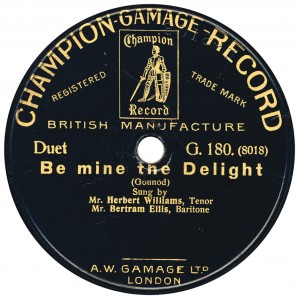 CHAMPION-GAMAGE-RECORD
Champion
Record
REGISTERED
TRADE MARK
BRITISH MANUFACTURE
Duet
G. 180. (8018)
Be mine the Delight
(Gounod)
Sung by
Mr. Herbert Williams, Tenor
Mr. Bertram Ellis, Baritone
A.W. GAMAGE LTD
LONDON